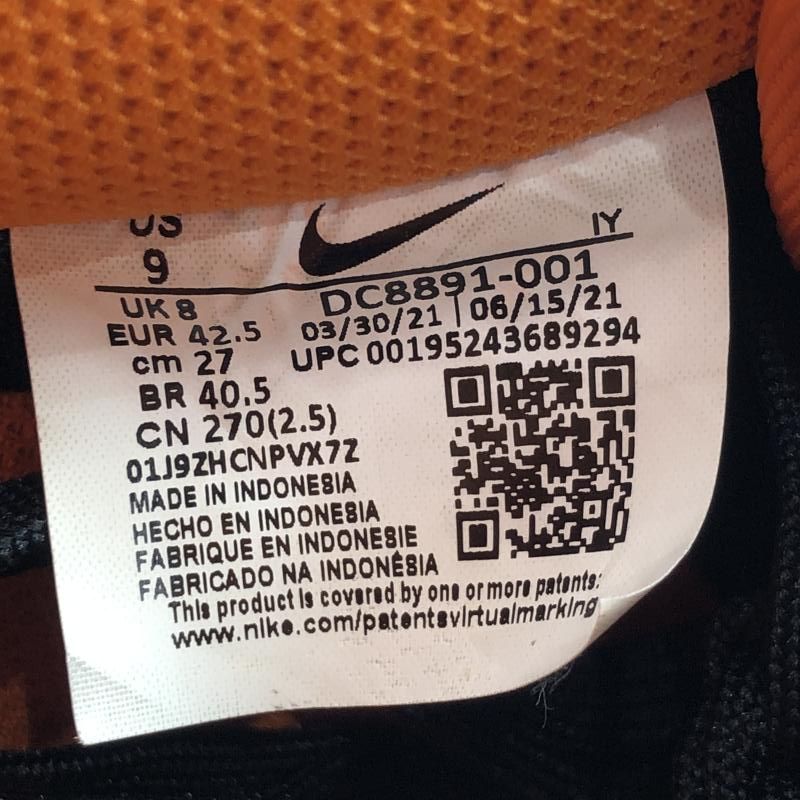 US
9
IY
UK 8
DC8891-001
EUR 42.5
03/30/21 | 06/15/21
cm 27
UPC 00195243689294
BR 40.5
CN 270(2.5)
01J9ZHCNPVX7Z
MADE IN INDONESIA
HECHO EN INDONESIA
FABRIQUE EN INDONESIE
FABRICADO NA INDONÉSIA
This product is covered by one or more patents:
www.nike.com/patentsvirtualmarking